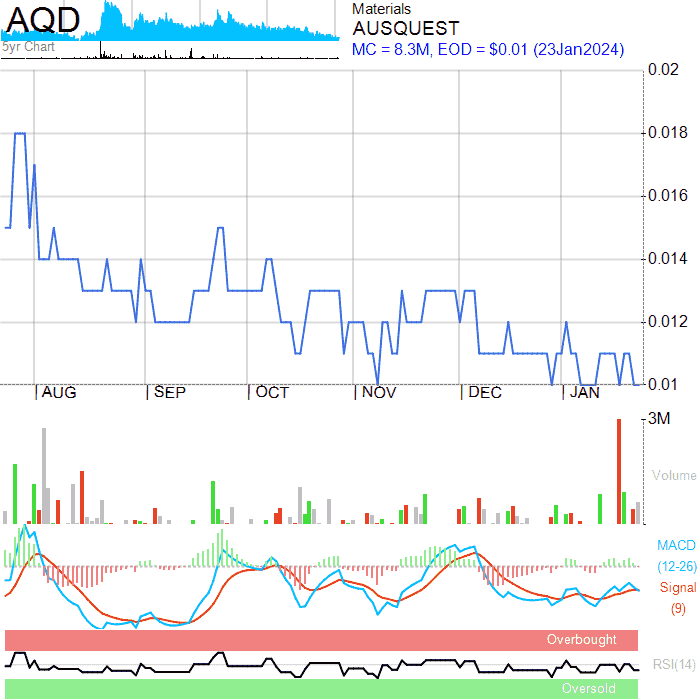 AQD
5yr Chart
Materials
AUSQUEST
MC = 8.3M, EOD = $0.01 (23Jan2024)
0.02
0.018
0.016
0.014
0.012
0.01
AUG SEP OCT NOV DEC JAN
3M
Volume
MACD
(12-26)
Signal
(9)
Overbought
RSI(14)
Oversold